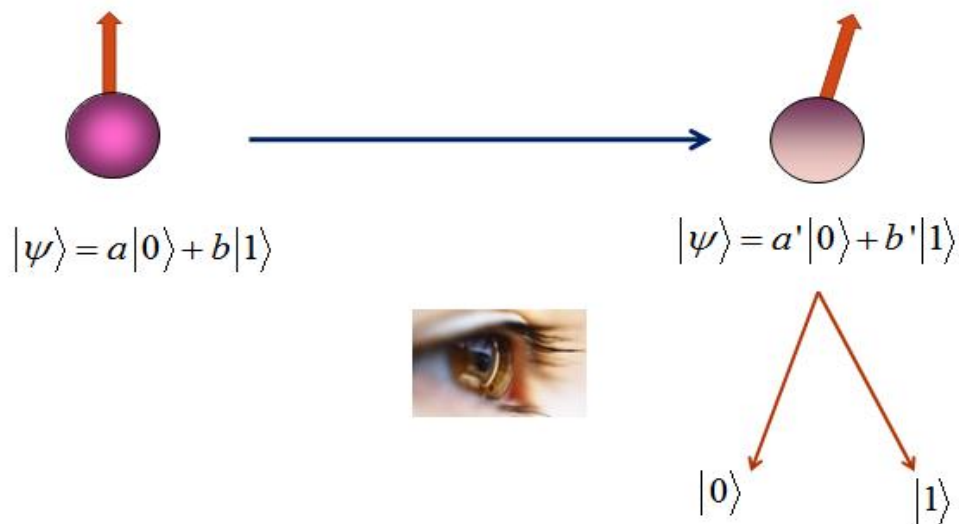 |ψ⟩ = a|0⟩ + b|1⟩
|ψ⟩ = a'|0⟩ + b'|1⟩
|0⟩
|1⟩